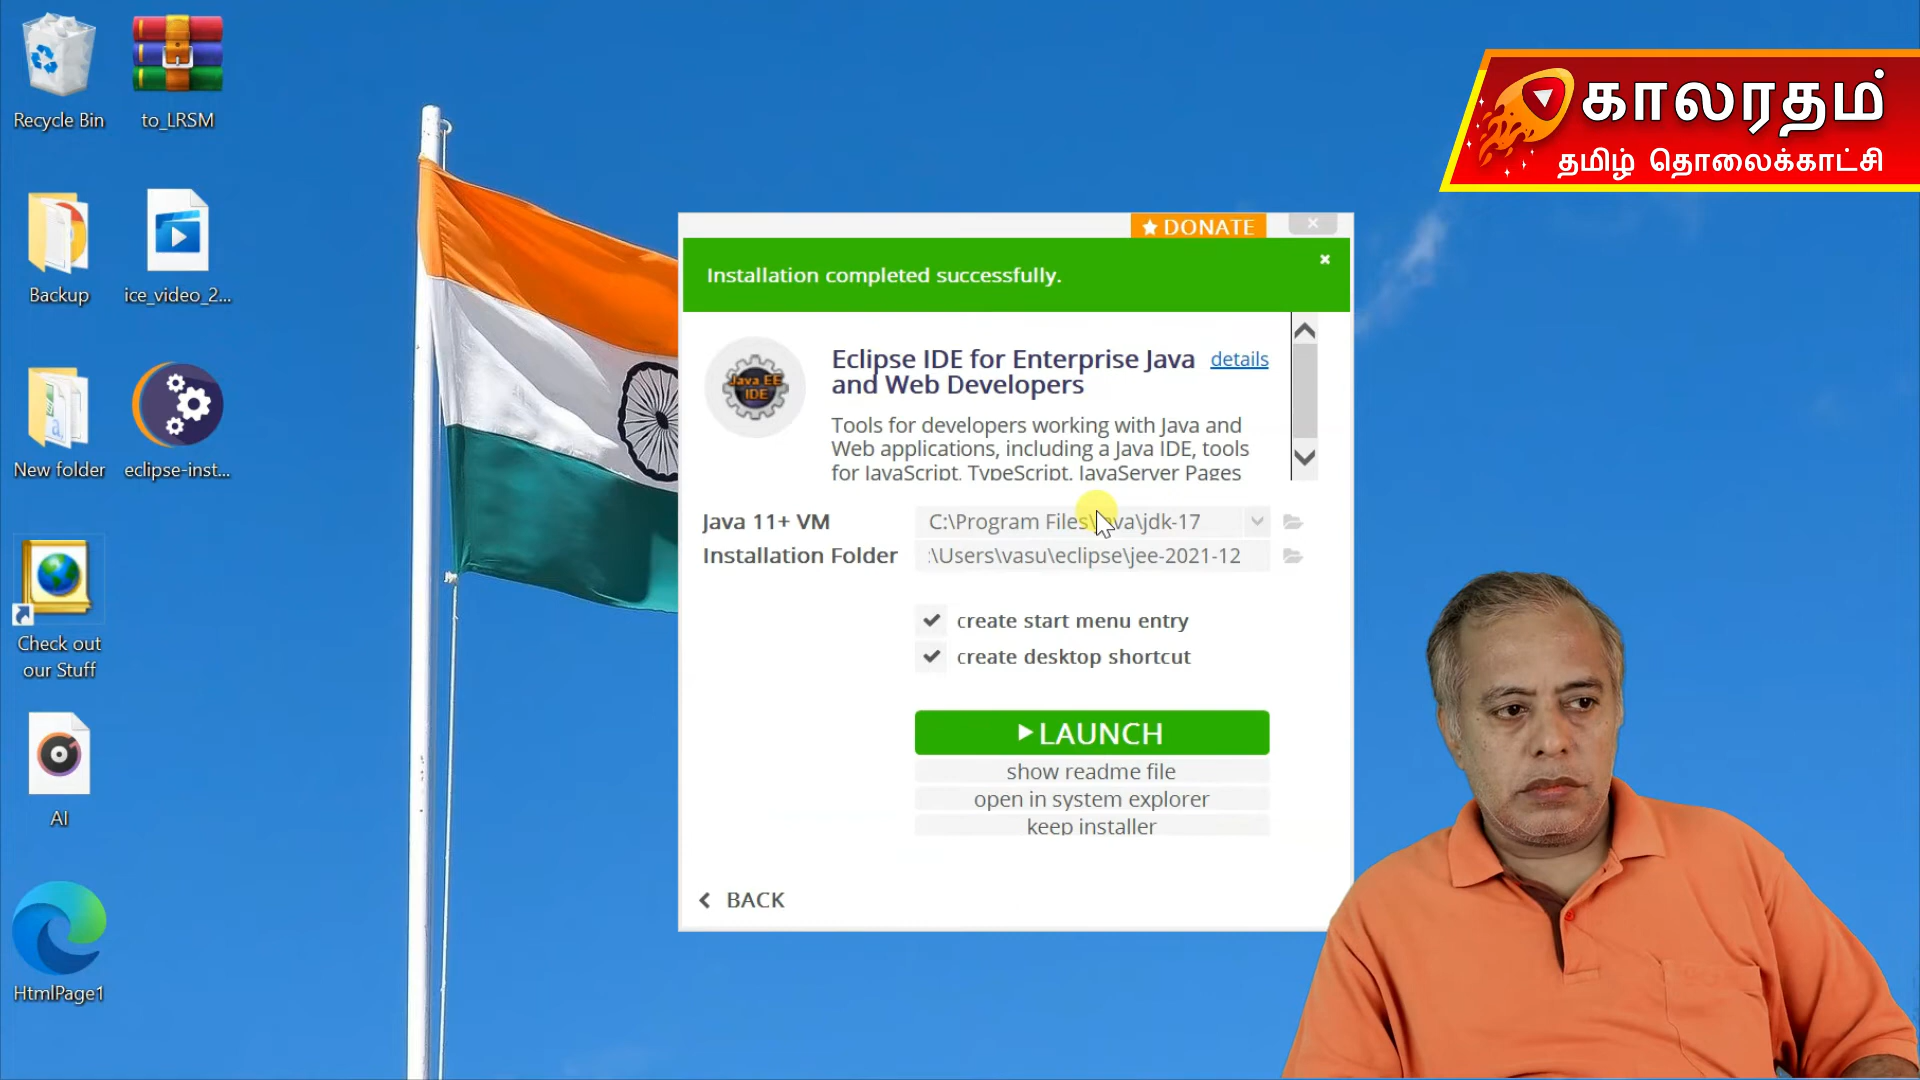 Recycle Bin
to_LRSM
Backup
ice_video_2...
New folder
eclipse-inst...
Check out
our Stuff
AI
HtmlPage1
காலரதம்
தமிழ் தொலைக்காட்சி
DONATE
Installation completed successfully.
Java EE
IDE
Eclipse IDE for Enterprise Java
and Web Developers
details
Tools for developers working with Java and
Web applications, including a Java IDE, tools
for JavaScript, TypeScript, JavaServer Pages
Java 11+ VM
C:\Program Files\Java\jdk-17
Installation Folder
:\Users\vasu\eclipse\jee-2021-12
create start menu entry
create desktop shortcut
LAUNCH
show readme file
open in system explorer
keep installer
BACK